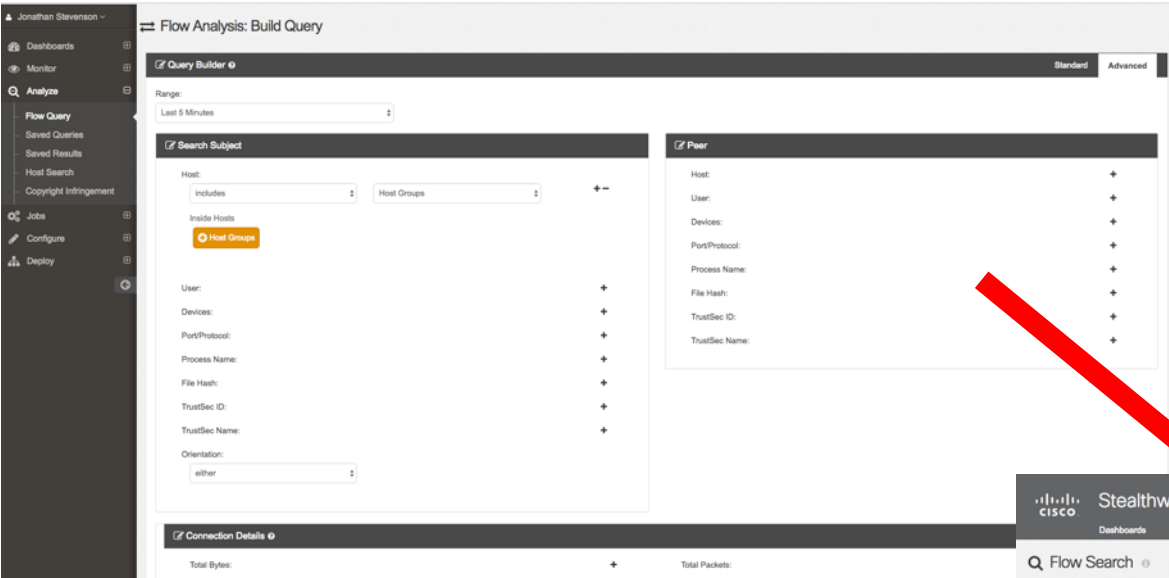 Jonathan Stevenson
Flow Analysis: Build Query
Dashboards
Monitor
Analyze
Flow Query
Saved Queries
Saved Results
Host Search
Copyright Infringement
Jobs
Configure
Deploy
Query Builder
Standard
Advanced
Range:
Last 5 Minutes
Search Subject
Host:
includes
Host Groups
Inside Hosts
Host Groups
User:
Devices:
Port/Protocol:
Process Name:
File Hash:
TrustSec ID:
TrustSec Name:
Orientation:
either
Peer
Host:
User:
Devices:
Port/Protocol:
Process Name:
File Hash:
TrustSec ID:
TrustSec Name:
Connection Details
Total Bytes:
Total Packets:
CISCO
Stealthw
Dashboards
Flow Search